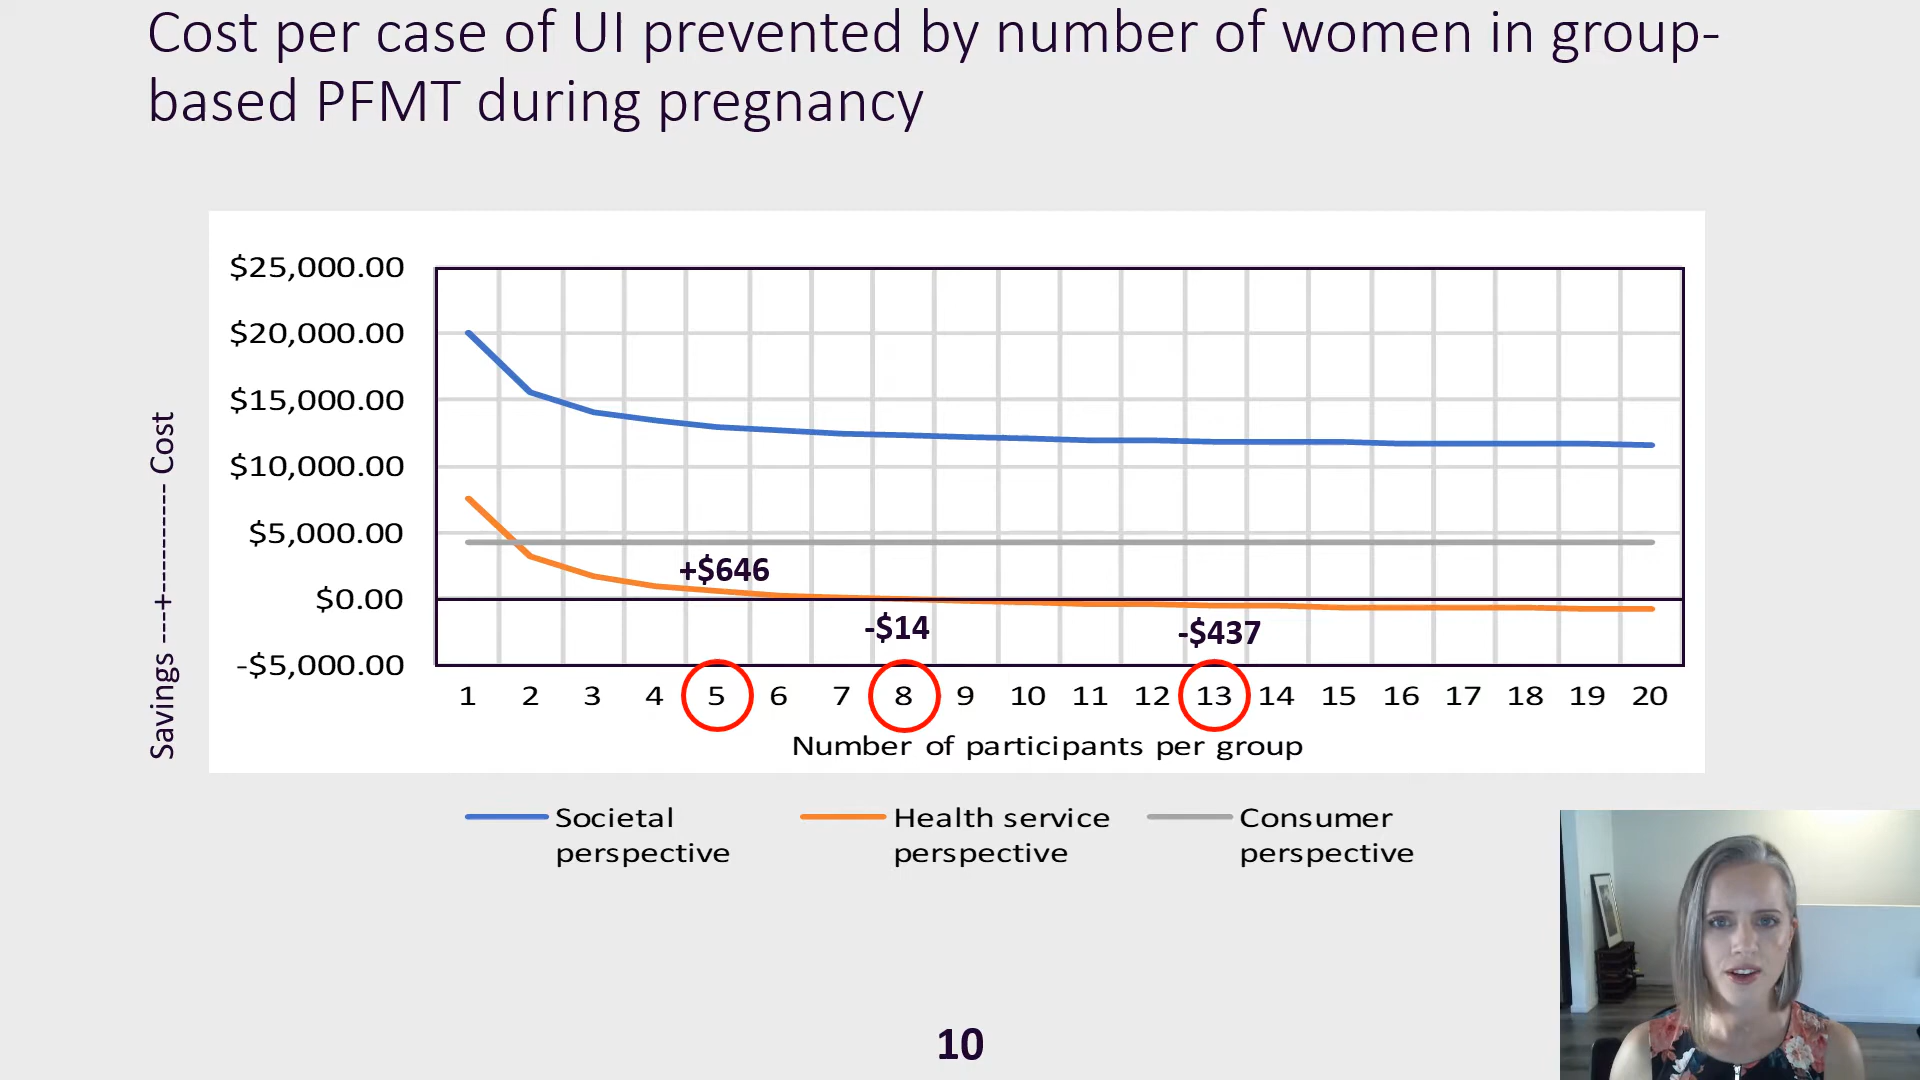 Cost per case of UI prevented by number of women in group-
based PFMT during pregnancy
Savings ----+----------- Cost
$25,000.00
$20,000.00
$15,000.00
$10,000.00
$5,000.00
$0.00
-$5,000.00
+$646
-$14
-$437
1 2 3 4 5 6 7 8 9 10 11 12 13 14 15 16 17 18 19 20
Number of participants per group
Societal perspective
Health service perspective
Consumer perspective
10